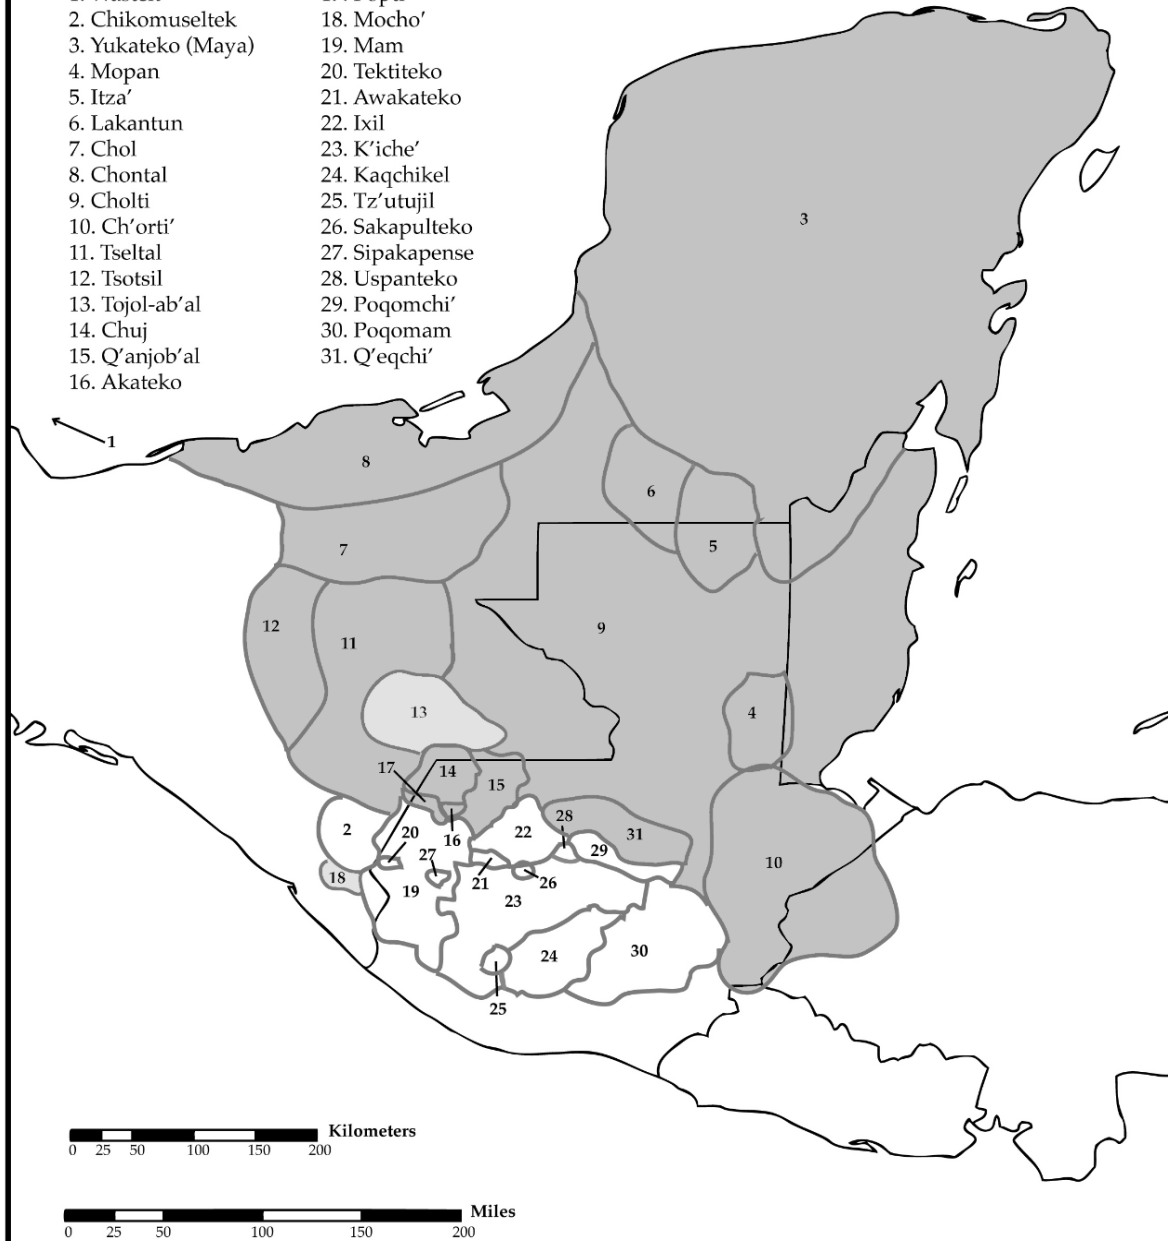 2. Chikomuseltek
3. Yukateko (Maya)
4. Mopan
5. Itza’
6. Lakantun
7. Chol
8. Chontal
9. Cholti
10. Ch’orti’
11. Tseltal
12. Tsotsil
13. Tojol-ab’al
14. Chuj
15. Q’anjob’al
16. Akateko
18. Mocho’
19. Mam
20. Tektiteko
21. Awakateko
22. Ixil
23. K’iche’
24. Kaqchikel
25. Tz’utujil
26. Sakapulteko
27. Sipakapense
28. Uspanteko
29. Poqomchi’
30. Poqomam
31. Q’eqchi’
3
1
8
6
5
7
12
11
9
13
4
17
14
15
2
20
16
22
28
31
29
27
18
19
21
26
23
10
24
30
25
Kilometers
0 25 50 100 150 200
Miles
0 25 50 100 150 200